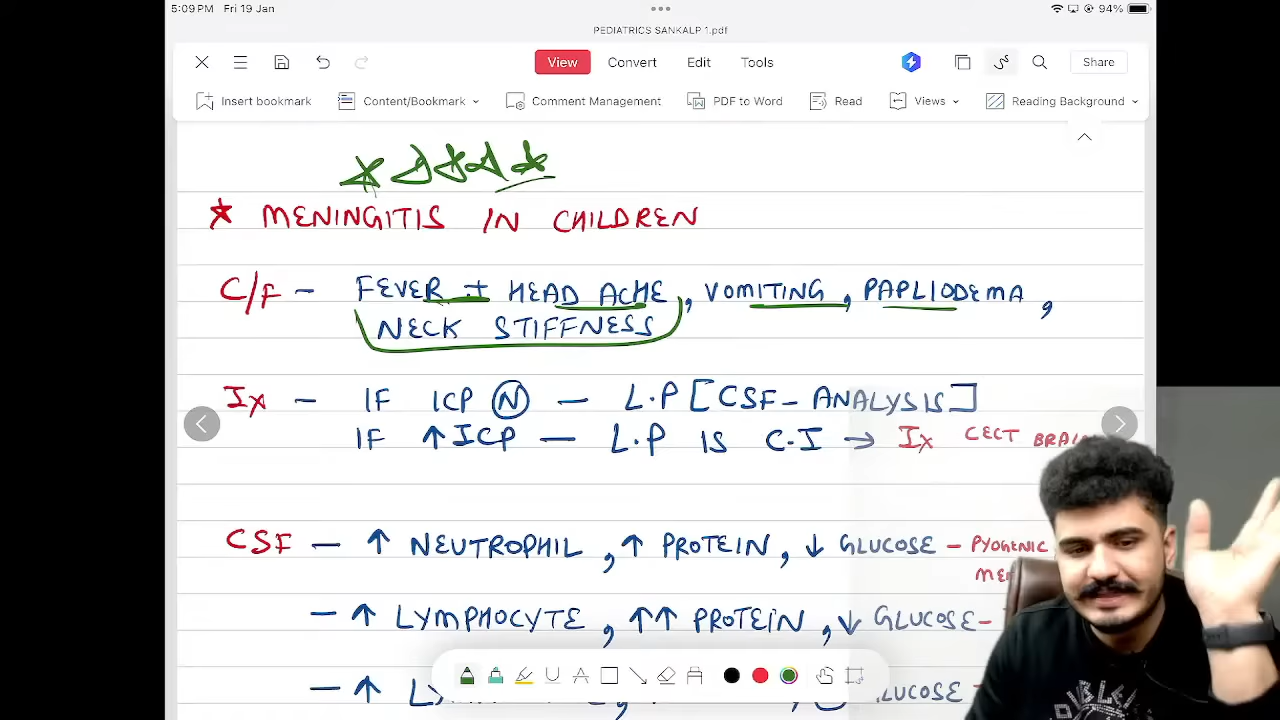 5:09 PM Fri 19 Jan
94%
PEDIATRICS SANKALP 1.pdf
View Convert Edit Tools Share
Insert bookmark Content/Bookmark Comment Management PDF to Word Read Views Reading Background
* MENINGITIS IN CHILDREN
C/F - FEVER + HEAD ACHE, VOMITING, PAPLIODEMA,
NECK STIFFNESS
Ix - IF ICP N - L.P [CSF- ANALYSIS]
IF ↑ICP - L.P IS C.I → Ix CECT
CSF - ↑ NEUTROPHIL, ↑ PROTEIN, ↓ GLUCOSE - PYOGENIC
- ↑ LYMPHOCYTE, ↑↑ PROTEIN, ↓ GLUCOSE-
- ↑